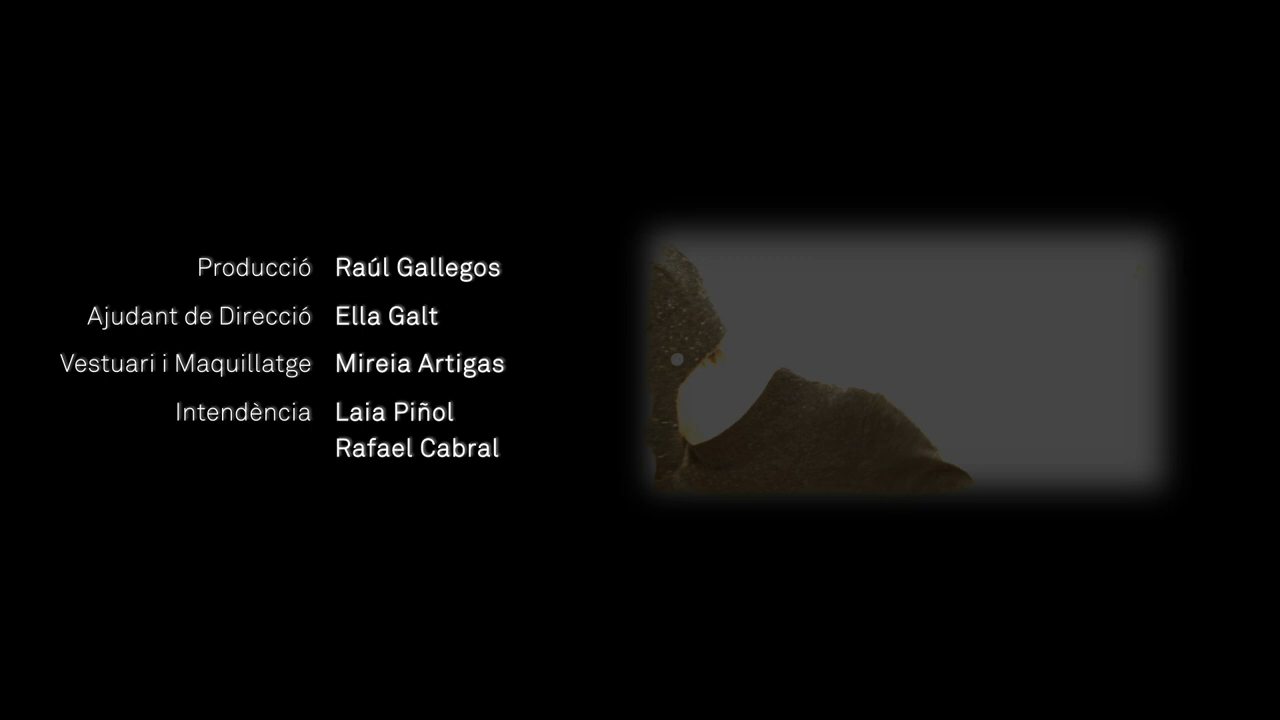 Producció Raúl Gallegos
Ajudant de Direcció Ella Galt
Vestuari i Maquillatge Mireia Artigas
Intendència Laia Piñol
Rafael Cabral